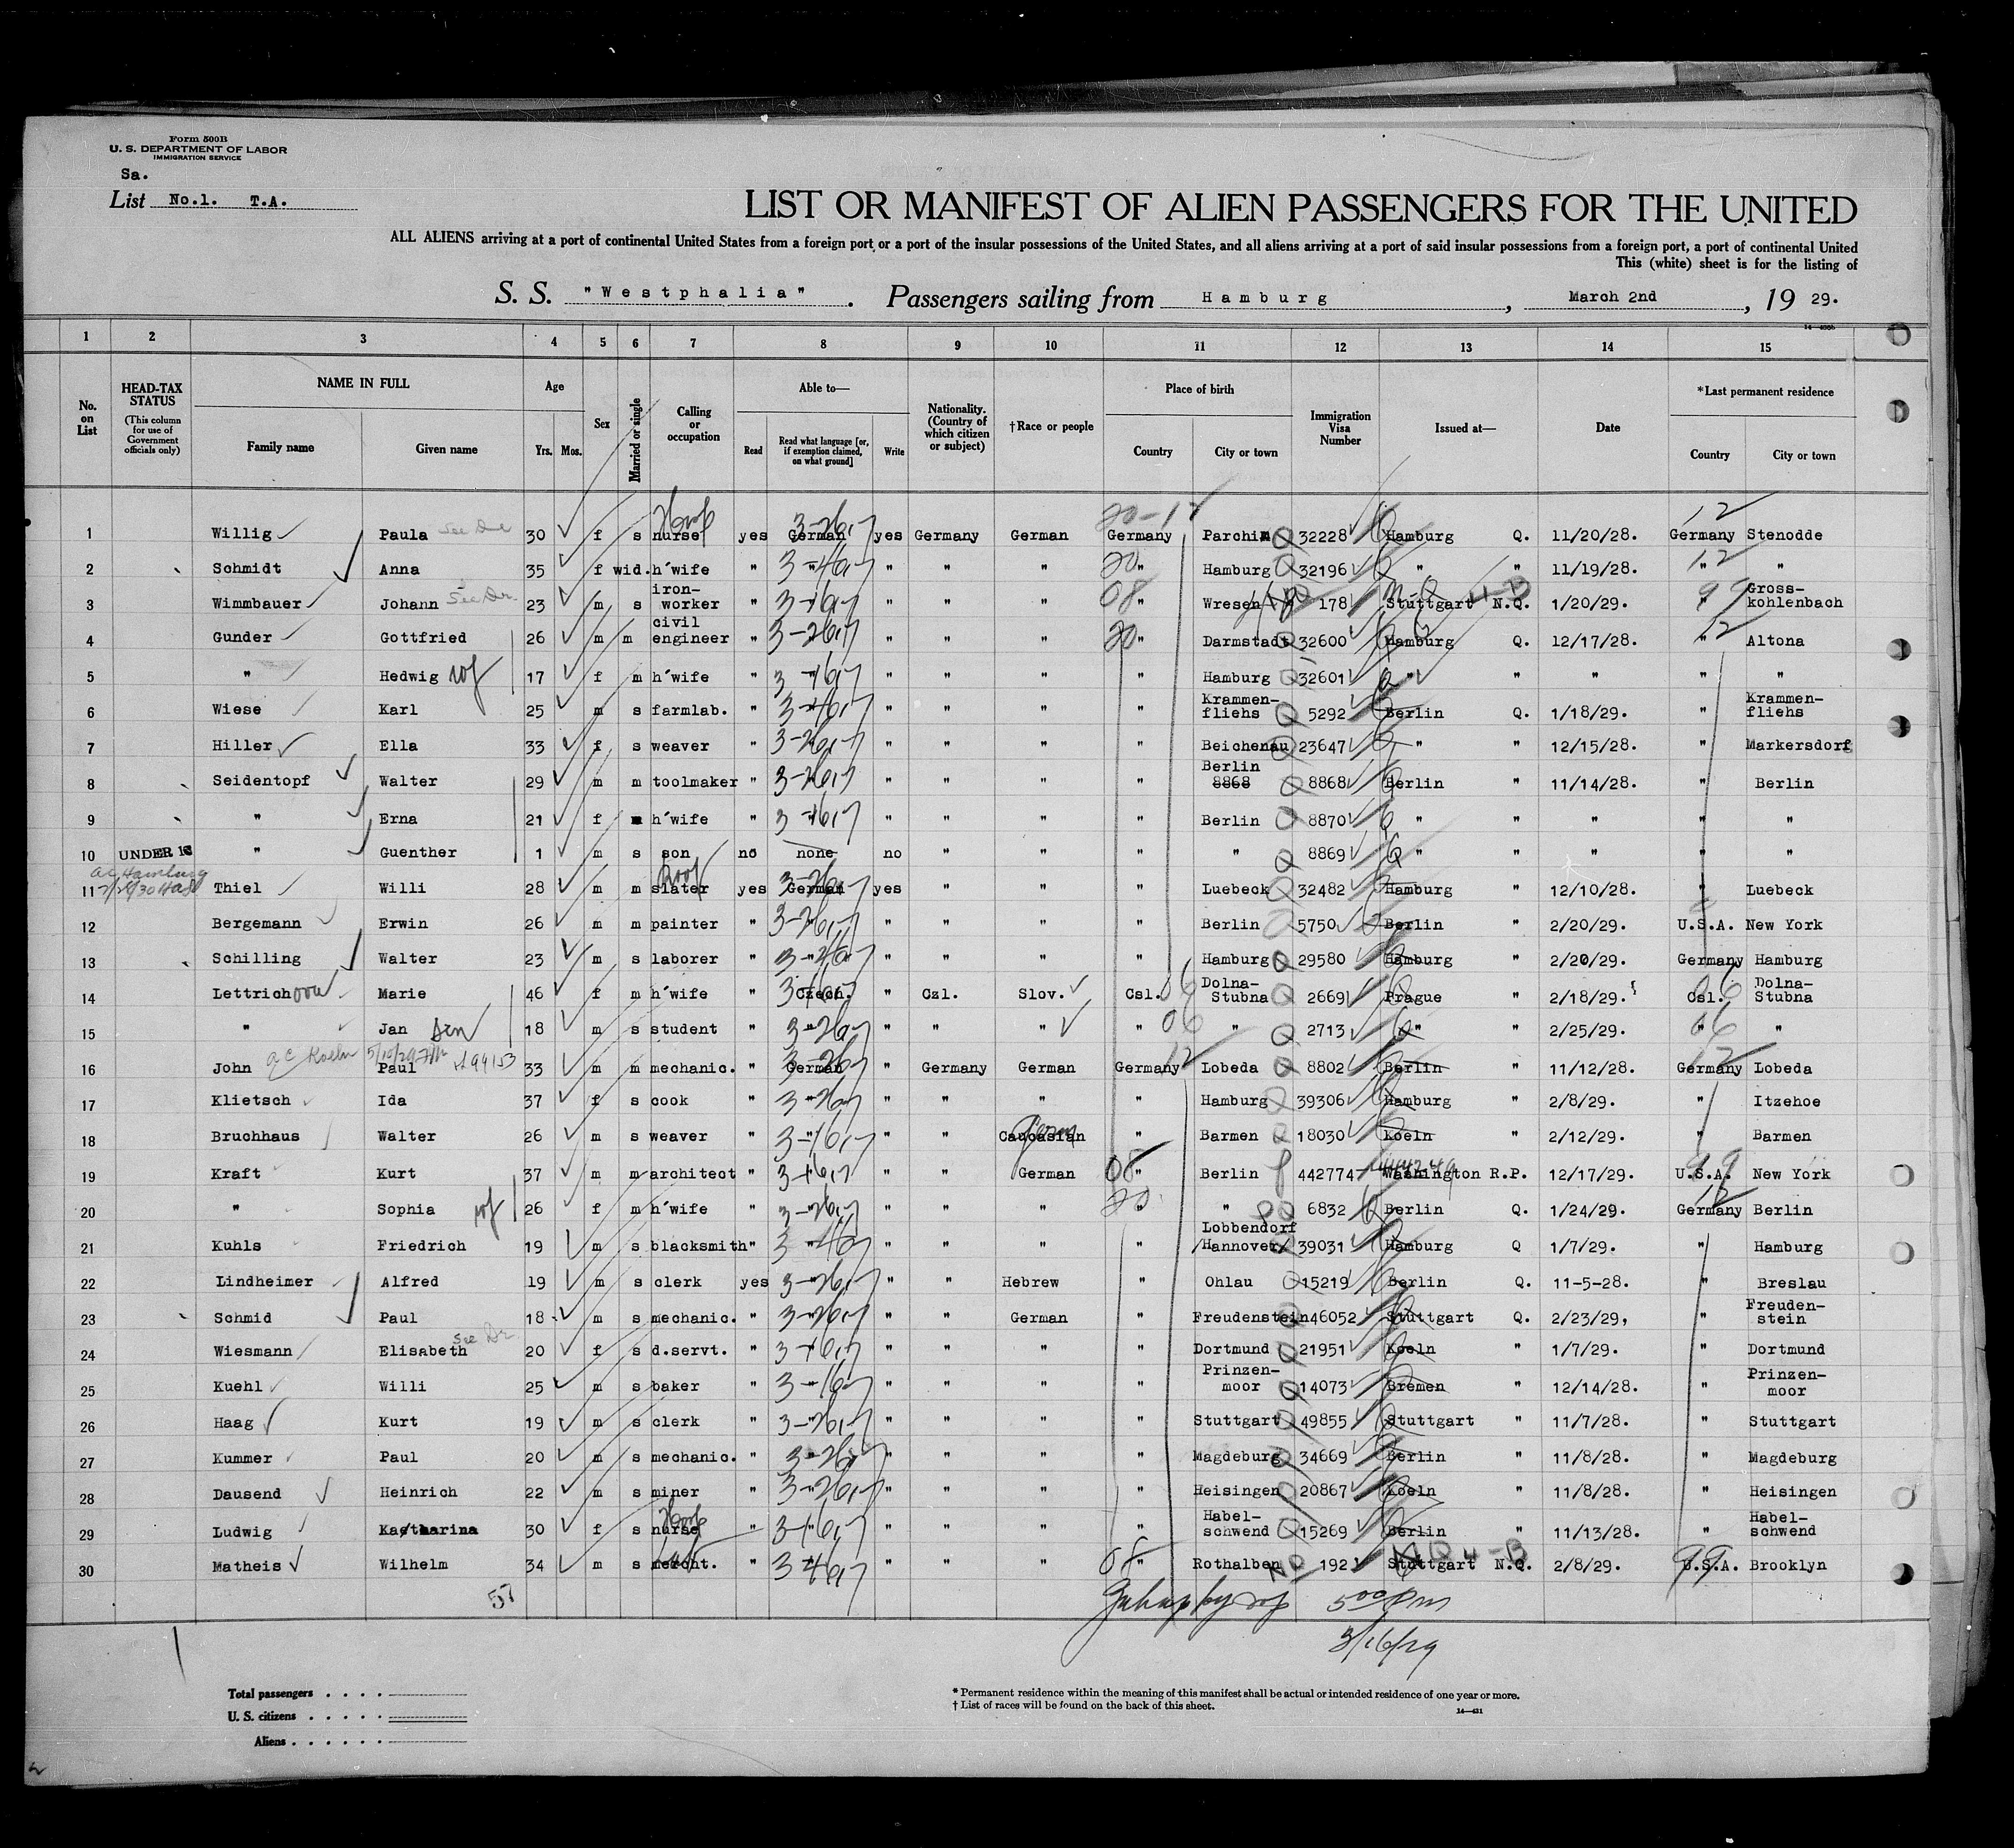 Form 500B
U. S. DEPARTMENT OF LABOR
IMMIGRATION SERVICE
Sa.
List No.1. T.A.
LIST OR MANIFEST OF ALIEN PASSENGERS FOR THE UNITED
ALL ALIENS arriving at a port of continental United States from a foreign port or a port of the insular possessions of the United States, and all aliens arriving at a port of said insular possessions from a foreign port, a port of continental United
This (white) sheet is for the listing of
S. S. "Westphalia" . Passengers sailing from Hamburg , March 2nd , 19 29.
1 2 3 4 5 6 7 8 9 10 11 12 13 14 15
No. on List
HEAD-TAX STATUS (This column for use of Government officials only)
NAME IN FULL Family name Given name
Age Yrs. Mos.
Sex
Married or single
Calling or occupation
Able to— Read Read what language [or, if exemption claimed, on what ground] Write
Nationality. (Country of which citizen or subject)
†Race or people
Place of birth Country City or town
Immigration Visa Number
Issued at—
Date
*Last permanent residence Country City or town
1 Willig Paula See Dr 30 f s nurse yes German yes Germany German Germany Parchim 32228 Hamburg Q. 11/20/28. Germany Stenodde
2 Schmidt Anna 35 f wid. h'wife " " " " " " Hamburg 32196 " " 11/19/28. " "
3 Wimmbauer Johann See Dr. 23 m s iron-worker " " " " " " Wresen 178 Stuttgart N.Q. 1/20/29. " Gross-kohlenbach
4 Gunder Gottfried 26 m m civil engineer " " " " " " Darmstadt 32600 Hamburg Q. 12/17/28. " Altona
5 " Hedwig wf 17 f m h'wife " " " " " " Hamburg 32601 " " " " "
6 Wiese Karl 25 m s farmlab. " " " " " " Krammen-fliehs 5292 Berlin Q. 1/18/29. " Krammen-fliehs
7 Hiller Ella 33 f s weaver " " " " " " Beichenau 23647 " " 12/15/28. " Markersdorf
8 Seidentopf Walter 29 m m toolmaker " " " " " " Berlin 8868 8868 Berlin " 11/14/28. " Berlin
9 " Erna 21 f m h'wife " " " " " " Berlin 8870 " " " " "
10 UNDER 16 " Guenther 1 m s son no none no " " " " 8869 " " " " "
11 Thiel Willi 28 m m slater yes German yes " " " Luebeck 32482 Hamburg " 12/10/28. " Luebeck
12 Bergemann Erwin 26 m m painter " " " " " " Berlin 5750 Berlin " 2/20/29. U.S.A. New York
13 Schilling Walter 23 m s laborer " " " " " " Hamburg 29580 Hamburg " 2/20/29. Germany Hamburg
14 Lettrich Marie 46 f m h'wife " Czech. " Czl. Slov. Csl. Dolna-Stubna 2669 Prague " 2/18/29. Csl. Dolna-Stubna
15 " Jan son 18 m s student " " " " " " " 2713 " " 2/25/29. " "
16 John Paul 33 m m mechanic. " German " Germany German Germany Lobeda 8802 Berlin " 11/12/28. Germany Lobeda
17 Klietsch Ida 37 f s cook " " " " " " Hamburg 39306 Hamburg " 2/8/29. " Itzehoe
18 Bruchhaus Walter 26 m s weaver " " " " Caucasian Germ " Barmen 18030 Koeln " 2/12/29. " Barmen
19 Kraft Kurt 37 m m architect " " " " German " Berlin 442774 Washington R.P. 12/17/29. U.S.A. New York
20 " Sophia wf 26 f m h'wife " " " " " " " 6832 Berlin Q. 1/24/29. Germany Berlin
21 Kuhls Friedrich 19 m s blacksmith " " " " " " Lobbendorf /Hannover/ 39031 Hamburg Q 1/7/29. " Hamburg
22 Lindheimer Alfred 19 m s clerk yes " " " Hebrew " Ohlau 15219 Berlin Q. 11-5-28. " Breslau
23 Schmid Paul 18 m s mechanic. " " " " German " Freudenstein 46052 Stuttgart Q. 2/23/29, " Freuden-stein
24 Wiesmann Elisabeth See Dr 20 f s d.servt. " " " " " " Dortmund 21951 Koeln " 1/7/29. " Dortmund
25 Kuehl Willi 25 m s baker " " " " " " Prinzen-moor 14073 Bremen " 12/14/28. " Prinzen-moor
26 Haag Kurt 19 m s clerk " " " " " " Stuttgart 49855 Stuttgart " 11/7/28. " Stuttgart
27 Kummer Paul 20 m s mechanic. " " " " " " Magdeburg 34669 Berlin " 11/8/28. " Magdeburg
28 Dausend Heinrich 22 m s miner " " " " " " Heisingen 20867 Koeln " 11/8/28. " Heisingen
29 Ludwig Katharina 30 f s nurse " " " " " " Habel-schwend 15269 Berlin " 11/13/28. " Habel-schwend
30 Matheis Wilhelm 34 m s mercht. " " " " " " Rothalben 192 Stuttgart N.Q. 2/8/29. U.S.A. Brooklyn
57
3/16/29
Total passengers . . . .
U. S. citizens . . . . .
Aliens . . . . . .
* Permanent residence within the meaning of this manifest shall be actual or intended residence of one year or more.
† List of races will be found on the back of this sheet.
14—431